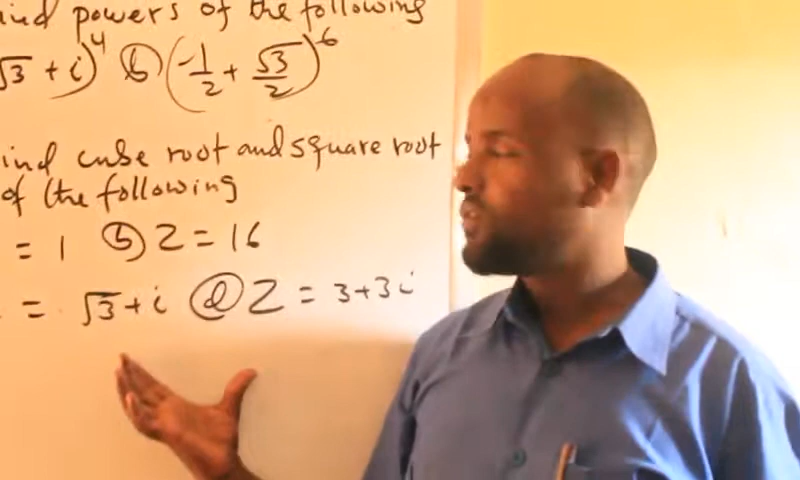 ind powers of the following
√3 + i)⁴ (b) (-1/2 + √3/2)⁶
ind cube root and square root
of the following
= 1 (b) Z = 16
= √3 + i (d) Z = 3+3i